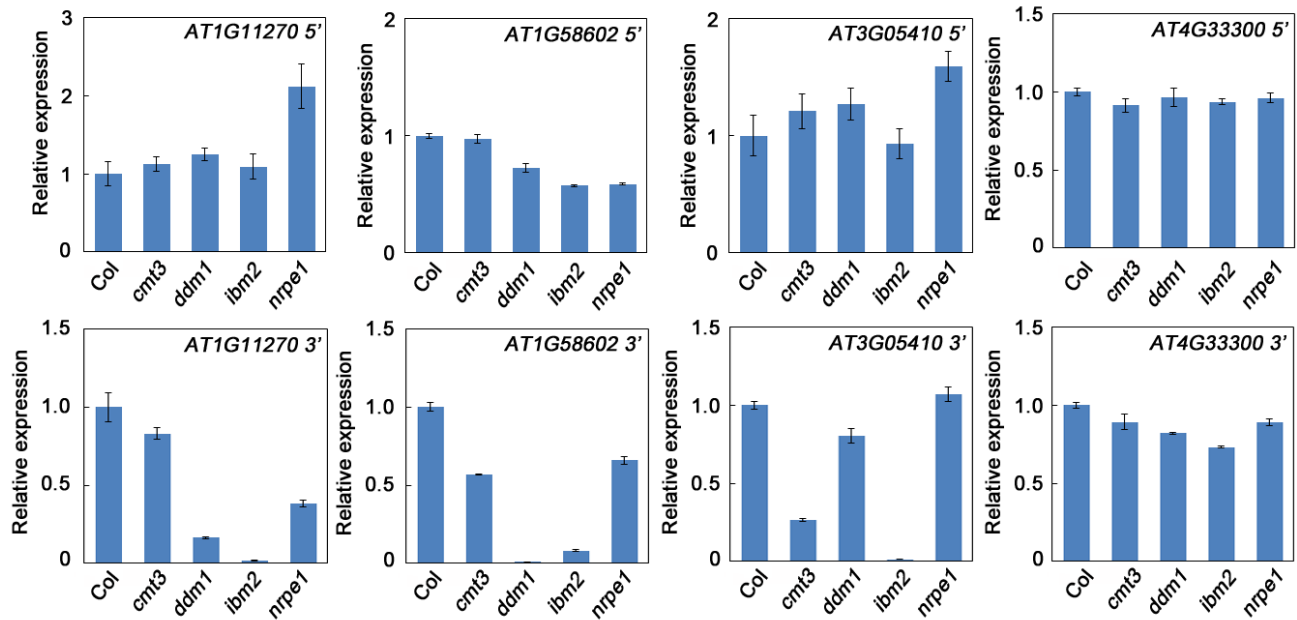 AT1G11270 5'
Relative expression
3
2
1
0
Col
cmt3
ddm1
ibm2
nrpe1
AT1G58602 5'
Relative expression
2
1
0
Col
cmt3
ddm1
ibm2
nrpe1
AT3G05410 5'
Relative expression
2
1
0
Col
cmt3
ddm1
ibm2
nrpe1
AT4G33300 5'
Relative expression
1.5
1.0
0.5
0
Col
cmt3
ddm1
ibm2
nrpe1
AT1G11270 3'
Relative expression
1.5
1.0
0.5
0
Col
cmt3
ddm1
ibm2
nrpe1
AT1G58602 3'
Relative expression
1.5
1.0
0.5
0
Col
cmt3
ddm1
ibm2
nrpe1
AT3G05410 3'
Relative expression
1.5
1.0
0.5
0
Col
cmt3
ddm1
ibm2
nrpe1
AT4G33300 3'
Relative expression
1.5
1.0
0.5
0
Col
cmt3
ddm1
ibm2
nrpe1